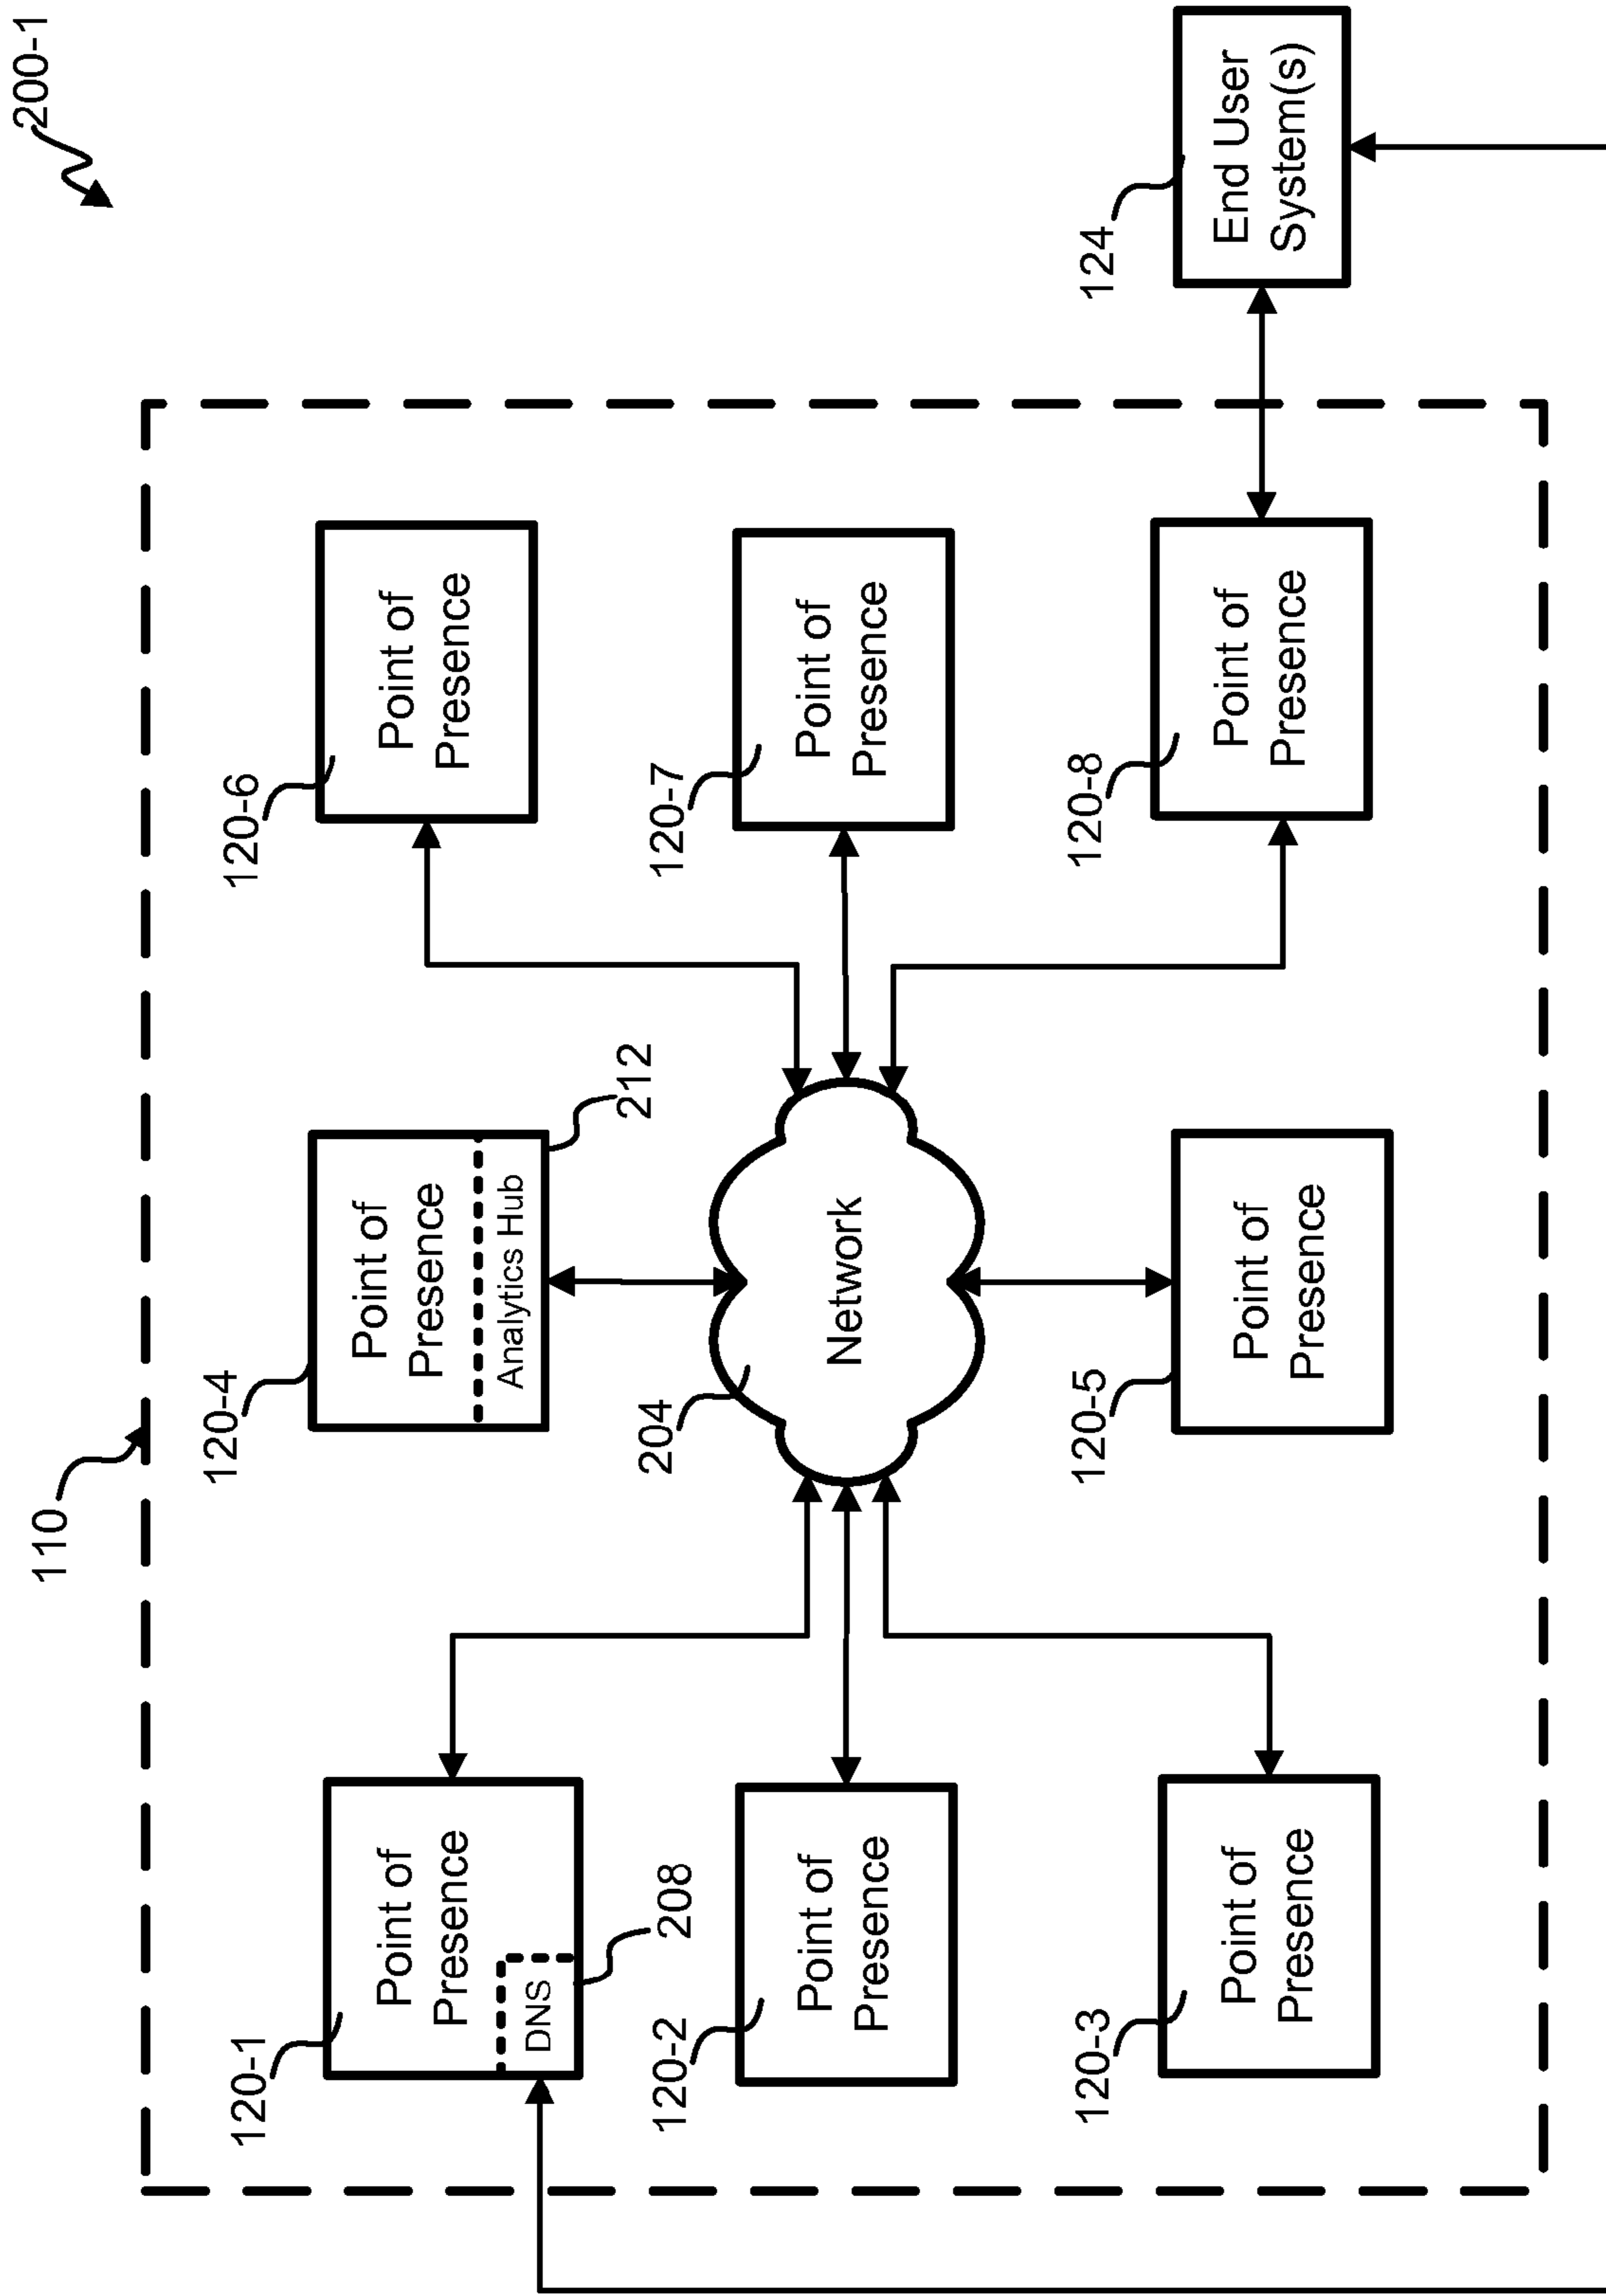 200-1
110
120-1
Point of
Presence
DNS
208
120-4
Point of
Presence
Analytics Hub
212
120-6
Point of
Presence
120-2
Point of
Presence
204
Network
120-7
Point of
Presence
120-3
Point of
Presence
120-5
Point of
Presence
120-8
Point of
Presence
124
End User
System(s)